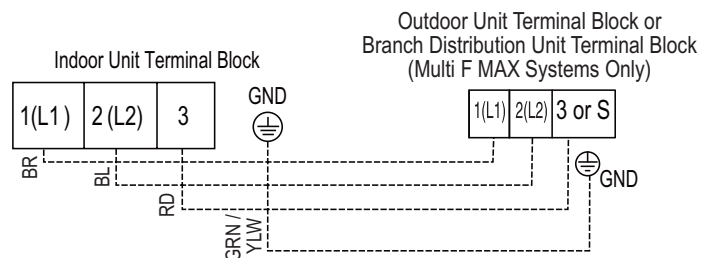 Outdoor Unit Terminal Block or
Branch Distribution Unit Terminal Block
(Multi F MAX Systems Only)
Indoor Unit Terminal Block
GND
1(L1) 2(L2) 3
1(L1) 2(L2) 3 or S
GND
BR
BL
RD
GRN /
YLW